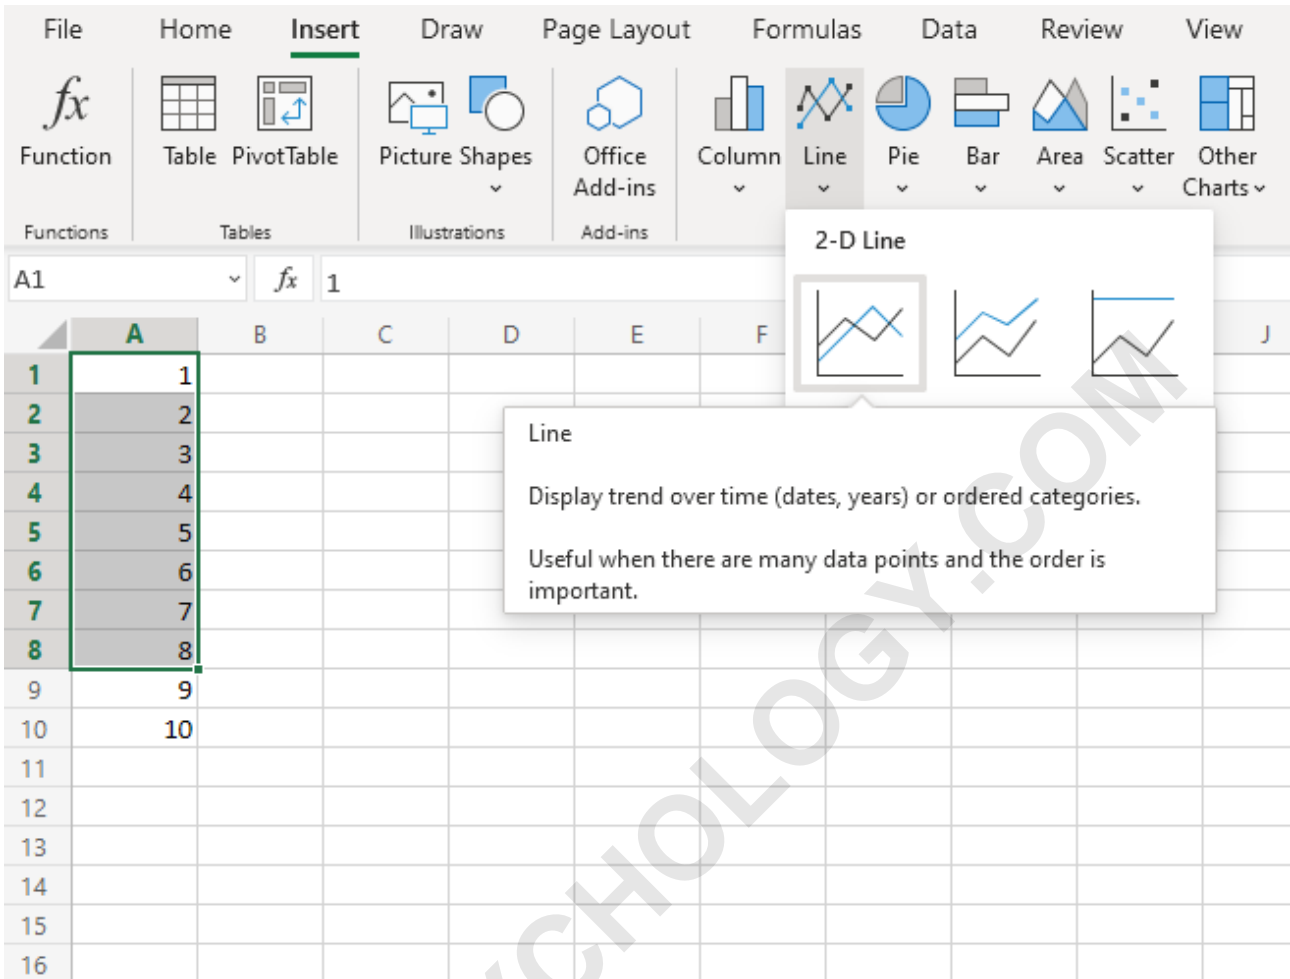 File Home Insert Draw Page Layout Formulas Data Review View
fx
Function Table PivotTable Picture Shapes Office Add-ins Column Line Pie Bar Area Scatter Other Charts
Functions Tables Illustrations Add-ins
2-D Line
A1 fx 1
A B C D E F J
1 1
2 2
3 3
4 4
5 5
6 6
7 7
8 8
9 9
10 10
11
12
13
14
15
16
Line
Display trend over time (dates, years) or ordered categories.
Useful when there are many data points and the order is
important.
YCHOLOGY.COM